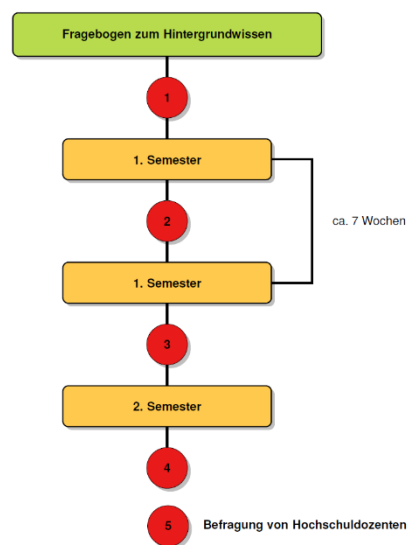 Fragebogen zum Hintergrundwissen
1
1. Semester
2
ca. 7 Wochen
1. Semester
3
2. Semester
4
5 Befragung von Hochschuldozenten